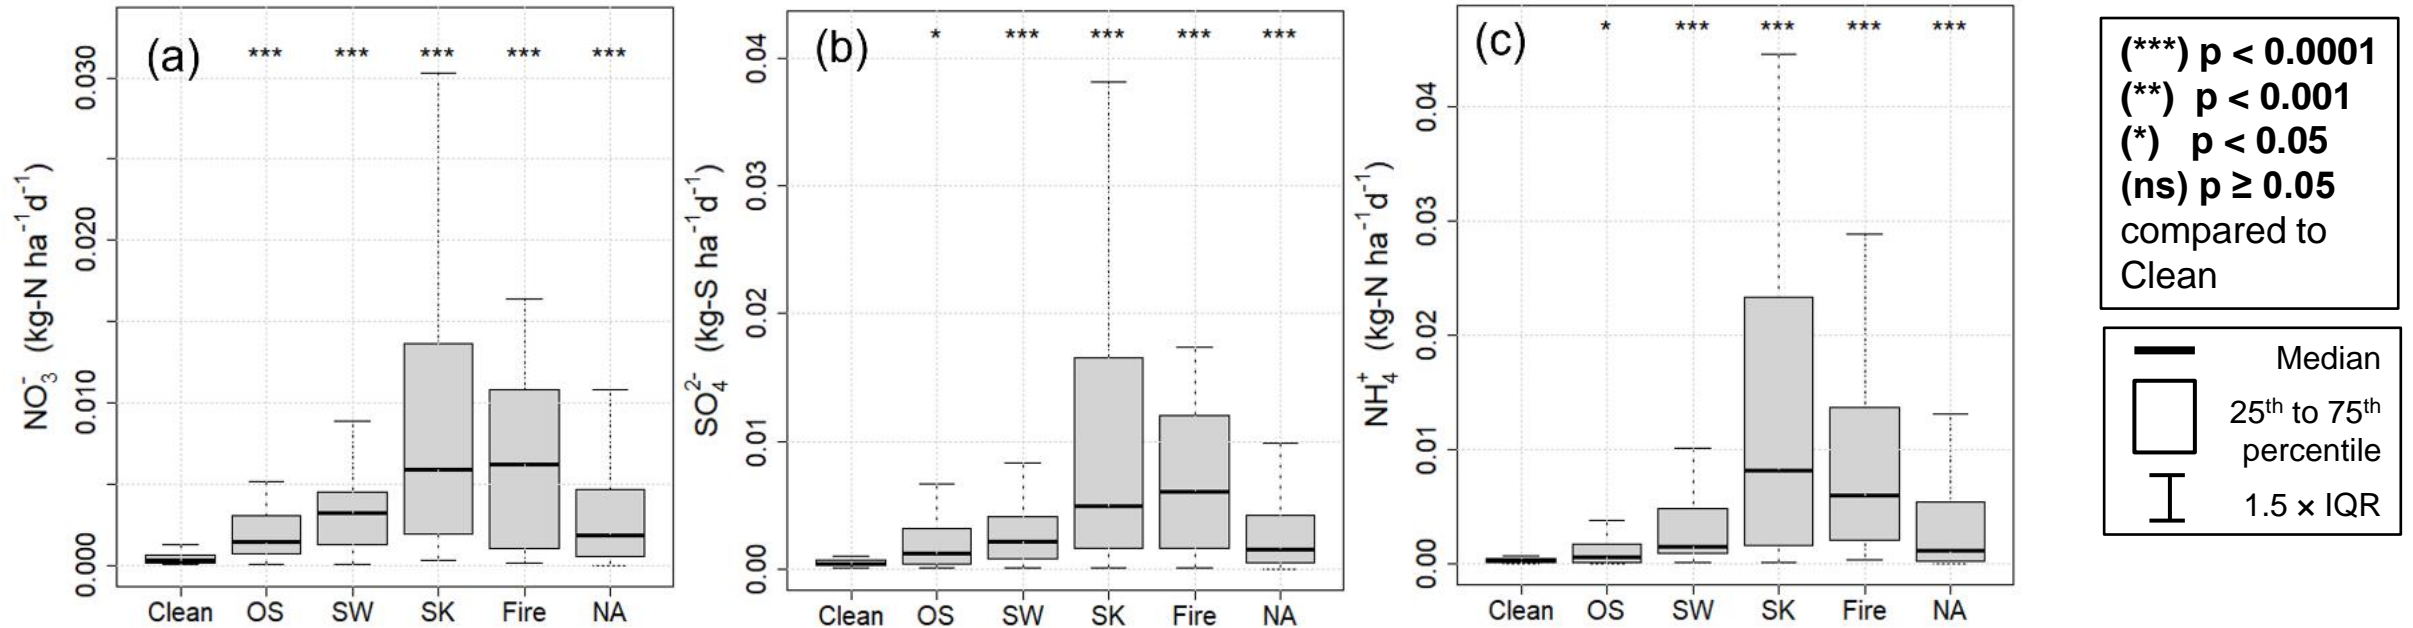 (a)
*** *** *** *** ***
NO₃⁻ (kg-N ha⁻¹d⁻¹)
0.030
0.020
0.010
0.000
Clean OS SW SK Fire NA
(b)
* *** *** *** ***
SO₄²⁻ (kg-S ha⁻¹d⁻¹)
0.04
0.03
0.02
0.01
0.00
Clean OS SW SK Fire NA
(c)
* *** *** *** ***
NH₄⁺ (kg-N ha⁻¹d⁻¹)
0.04
0.03
0.02
0.01
0.00
Clean OS SW SK Fire NA
(***) p < 0.0001
(**) p < 0.001
(*) p < 0.05
(ns) p ≥ 0.05
compared to
Clean
Median
25th to 75th
percentile
1.5 × IQR